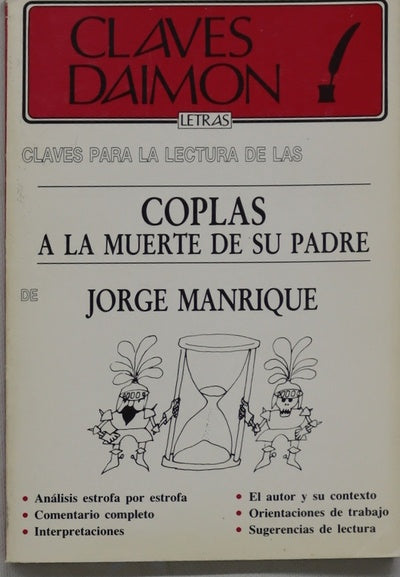 CLAVES
DAIMON
LETRAS
CLAVES PARA LA LECTURA DE LAS
COPLAS
A LA MUERTE DE SU PADRE
DE JORGE MANRIQUE
• Análisis estrofa por estrofa
• Comentario completo
• Interpretaciones
• El autor y su contexto
• Orientaciones de trabajo
• Sugerencias de lectura